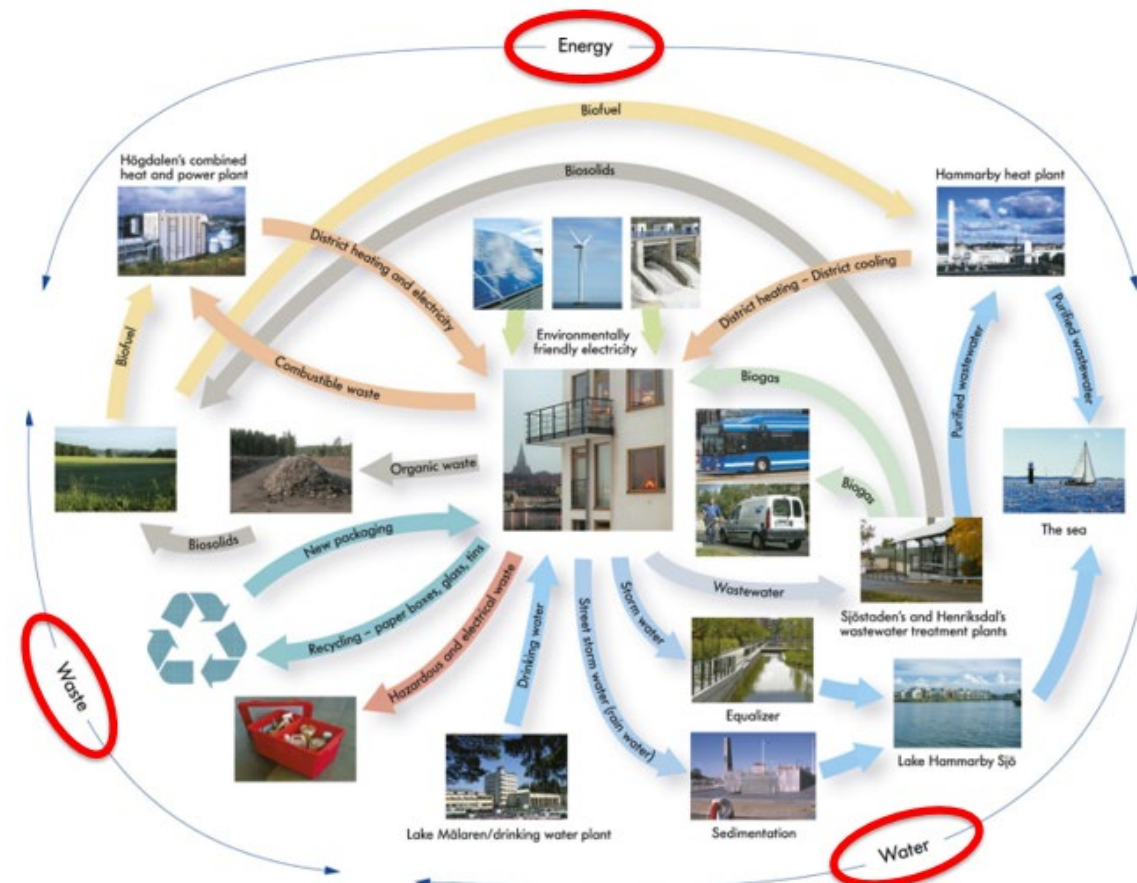 Energy
Biofuel
Högdalen's combined
heat and power plant
Biosolids
Hammarby heat plant
District heating and electricity
District heating – District cooling
Environmentally
friendly electricity
Biofuel
Combustible waste
Biogas
Purified wastewater
Purified wastewater
Organic waste
Biogas
The sea
Biosolids
New packaging
Wastewater
Sjöstaden's and Henriksdal's
wastewater treatment plants
Recycling – paper boxes, glass, tins
Hazardous and electrical waste
Drinking water
Street storm water (rain water)
Storm water
Waste
Equalizer
Lake Hammarby Sjö
Lake Mälaren/drinking water plant
Sedimentation
Water